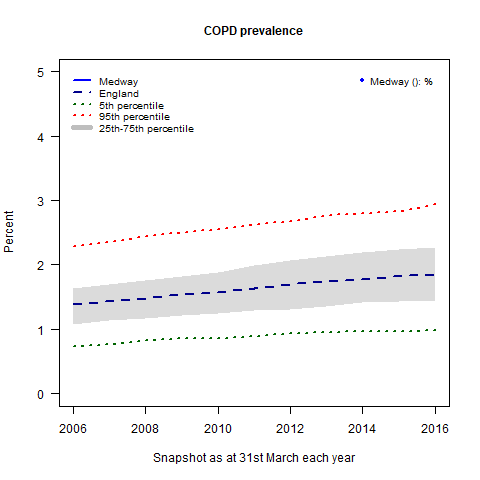 COPD prevalence
Medway
England
5th percentile
95th percentile
25th-75th percentile
Medway (): %
Percent
5
4
3
2
1
0
2006 2008 2010 2012 2014 2016
Snapshot as at 31st March each year